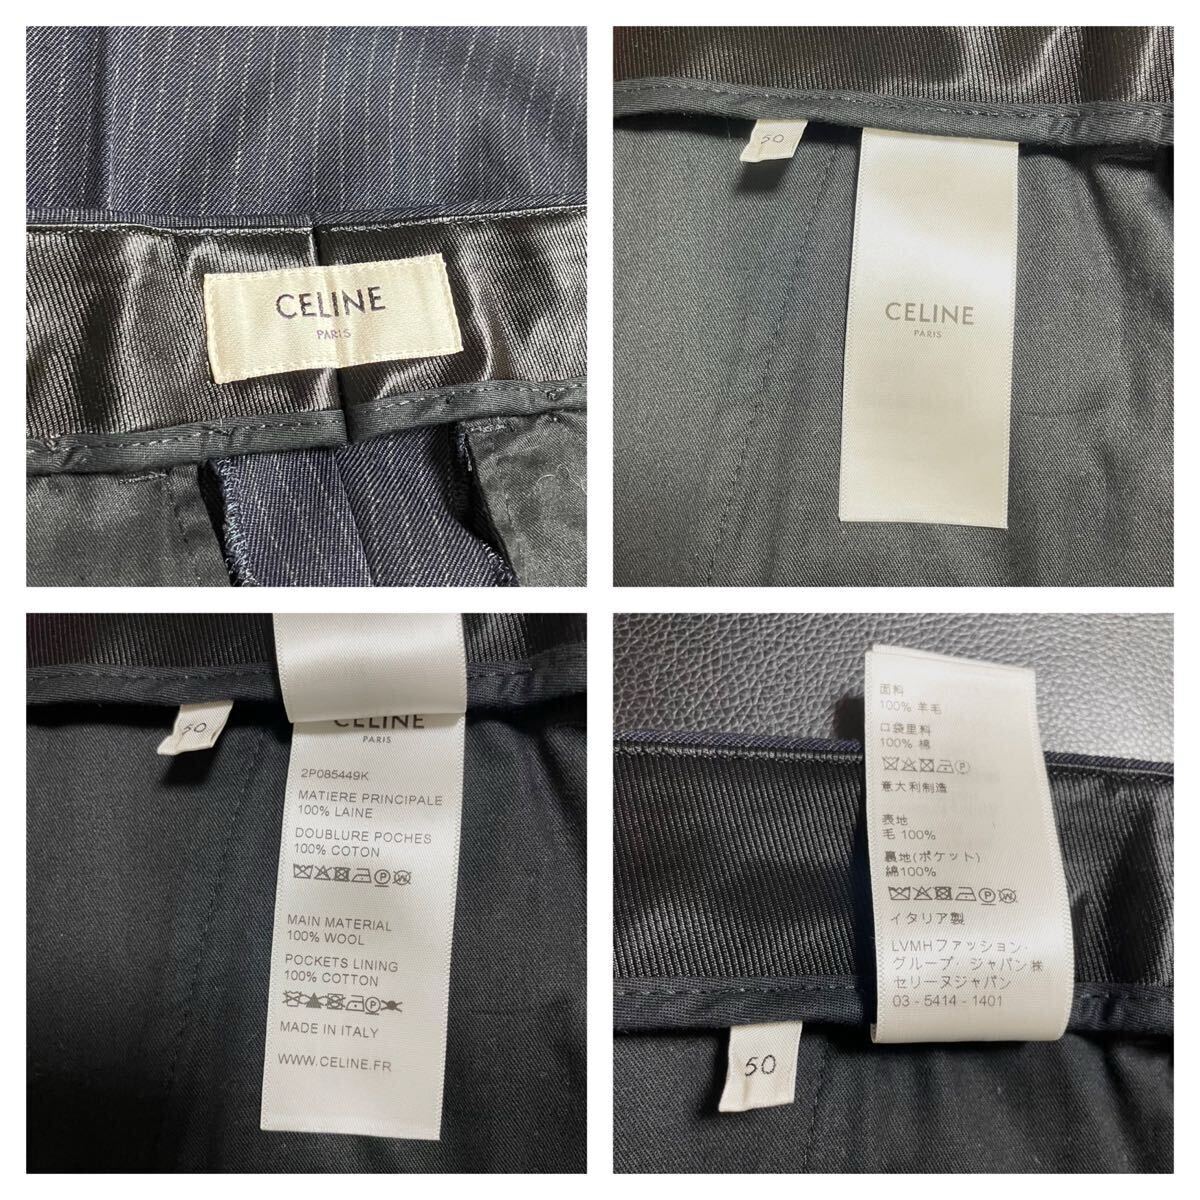 CELINE
PARIS
50
CELINE
PARIS
50
CELINE
PARIS
2P085449K
MATIERE PRINCIPALE
100% LAINE
DOUBLURE POCHES
100% COTON
MAIN MATERIAL
100% WOOL
POCKETS LINING
100% COTTON
MADE IN ITALY
WWW.CELINE.FR
面料
100% 羊毛
口袋里料
100% 棉
意大利制造
表地
毛 100%
裏地(ポケット)
綿100%
イタリア製
LVMHファッション・
グループ・ジャパン㈱
セリーヌジャパン
03 - 5414 - 1401
50